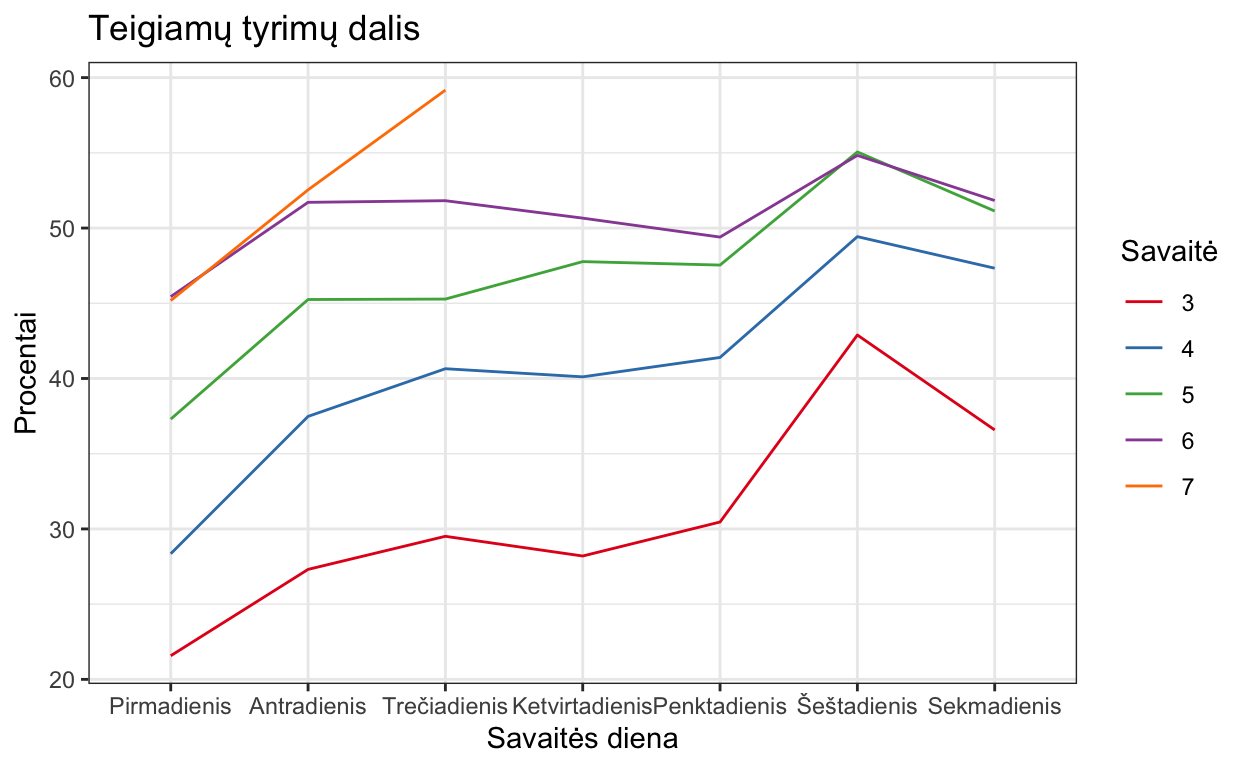 Teigiamų tyrimų dalis
Procentai
60
50
40
30
20
Pirmadienis Antradienis Trečiadienis Ketvirtadienis Penktadienis Šeštadienis Sekmadienis
Savaitės diena
Savaitė
3
4
5
6
7